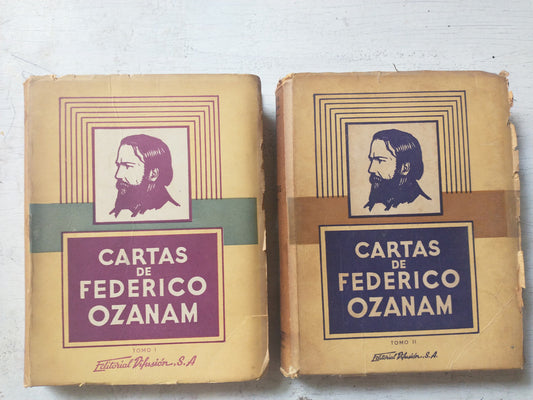 CARTAS
DE
FEDERICO
OZANAM
TOMO I
Editorial Difusión, S.A
CARTAS
DE
FEDERICO
OZANAM
TOMO II
Editorial Difusión, S.A.